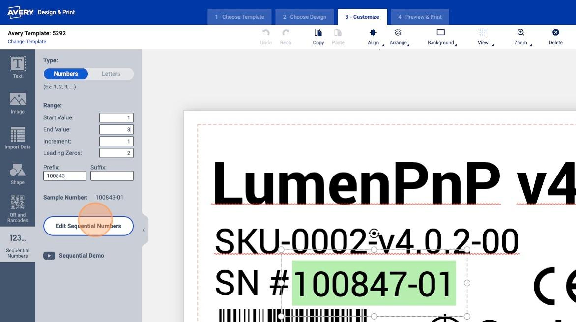 AVERY Design & Print
1 - Choose Template
2 - Choose Design
3 - Customize
4 - Preview & Print
Avery Template: 5292
Change Template
Undo
Redo
Copy
Paste
Align
Arrange
Background
View
Zoom
Delete
Text
Image
Import Data
Shape
QR and Barcodes
123...
Sequential Numbers
Type:
Numbers
Letters
Range:
Start Value: 1
End Value: 3
Increment: 1
Leading Zeros: 2
Prefix: Suffix:
100843
Sample Number: 100843-01
Edit Sequential Numbers
Sequential Demo
LumenPnP v4
SKU-0002-v4.0.2-00
SN #100847-01
CE